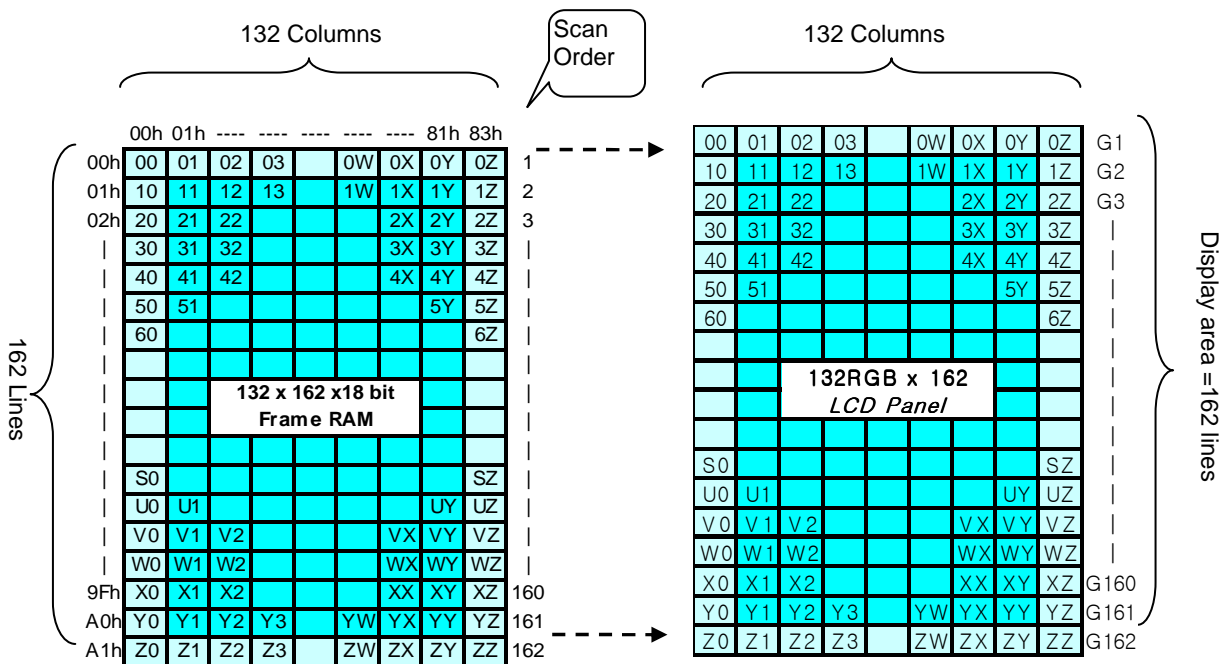 132 Columns
Scan
Order
132 Columns
00h 01h ---- ---- ---- ---- ---- 81h 83h
00h 00 01 02 03 0W 0X 0Y 0Z 1
01h 10 11 12 13 1W 1X 1Y 1Z 2
02h 20 21 22 2X 2Y 2Z 3
30 31 32 3X 3Y 3Z
40 41 42 4X 4Y 4Z
50 51 5Y 5Z
60 6Z
132 x 162 x18 bit
Frame RAM
S0 SZ
U0 U1 UY UZ
V0 V1 V2 VX VY VZ
W0 W1 W2 WX WY WZ
9Fh X0 X1 X2 XX XY XZ 160
A0h Y0 Y1 Y2 Y3 YW YX YY YZ 161
A1h Z0 Z1 Z2 Z3 ZW ZX ZY ZZ 162
162 Lines
00 01 02 03 0W 0X 0Y 0Z G1
10 11 12 13 1W 1X 1Y 1Z G2
20 21 22 2X 2Y 2Z G3
30 31 32 3X 3Y 3Z
40 41 42 4X 4Y 4Z
50 51 5Y 5Z
60 6Z
132RGB x 162
LCD Panel
S0 SZ
U0 U1 UY UZ
V0 V1 V2 VX VY VZ
W0 W1 W2 WX WY WZ
X0 X1 X2 XX XY XZ G160
Y0 Y1 Y2 Y3 YW YX YY YZ G161
Z0 Z1 Z2 Z3 ZW ZX ZY ZZ G162
Display area =162 lines